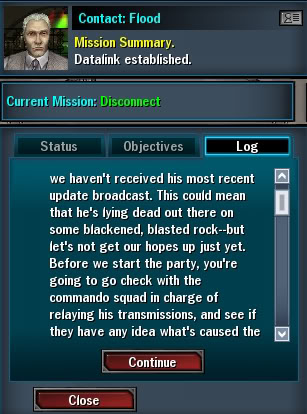 Contact: Flood
Mission Summary.
Datalink established.
Current Mission: Disconnect
Status
Objectives
Log
we haven't received his most recent
update broadcast. This could mean
that he's lying dead out there on
some blackened, blasted rock--but
let's not get our hopes up just yet.
Before we start the party, you're
going to go check with the
commando squad in charge of
relaying his transmissions, and see if
they have any idea what's caused the
Continue
Close